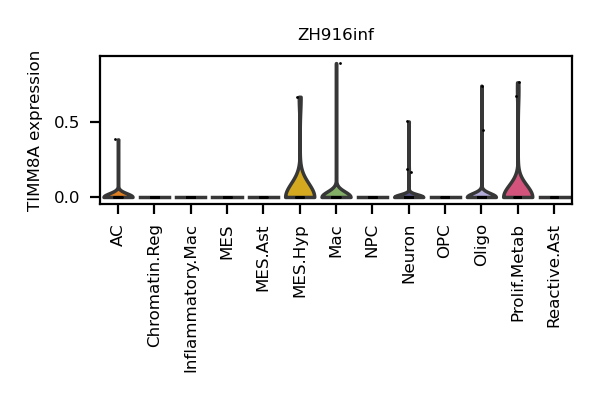 ZH916inf
TIMM8A expression
0.5
0.0
AC
Chromatin.Reg
Inflammatory.Mac
MES
MES.Ast
MES.Hyp
Mac
NPC
Neuron
OPC
Oligo
Prolif.Metab
Reactive.Ast